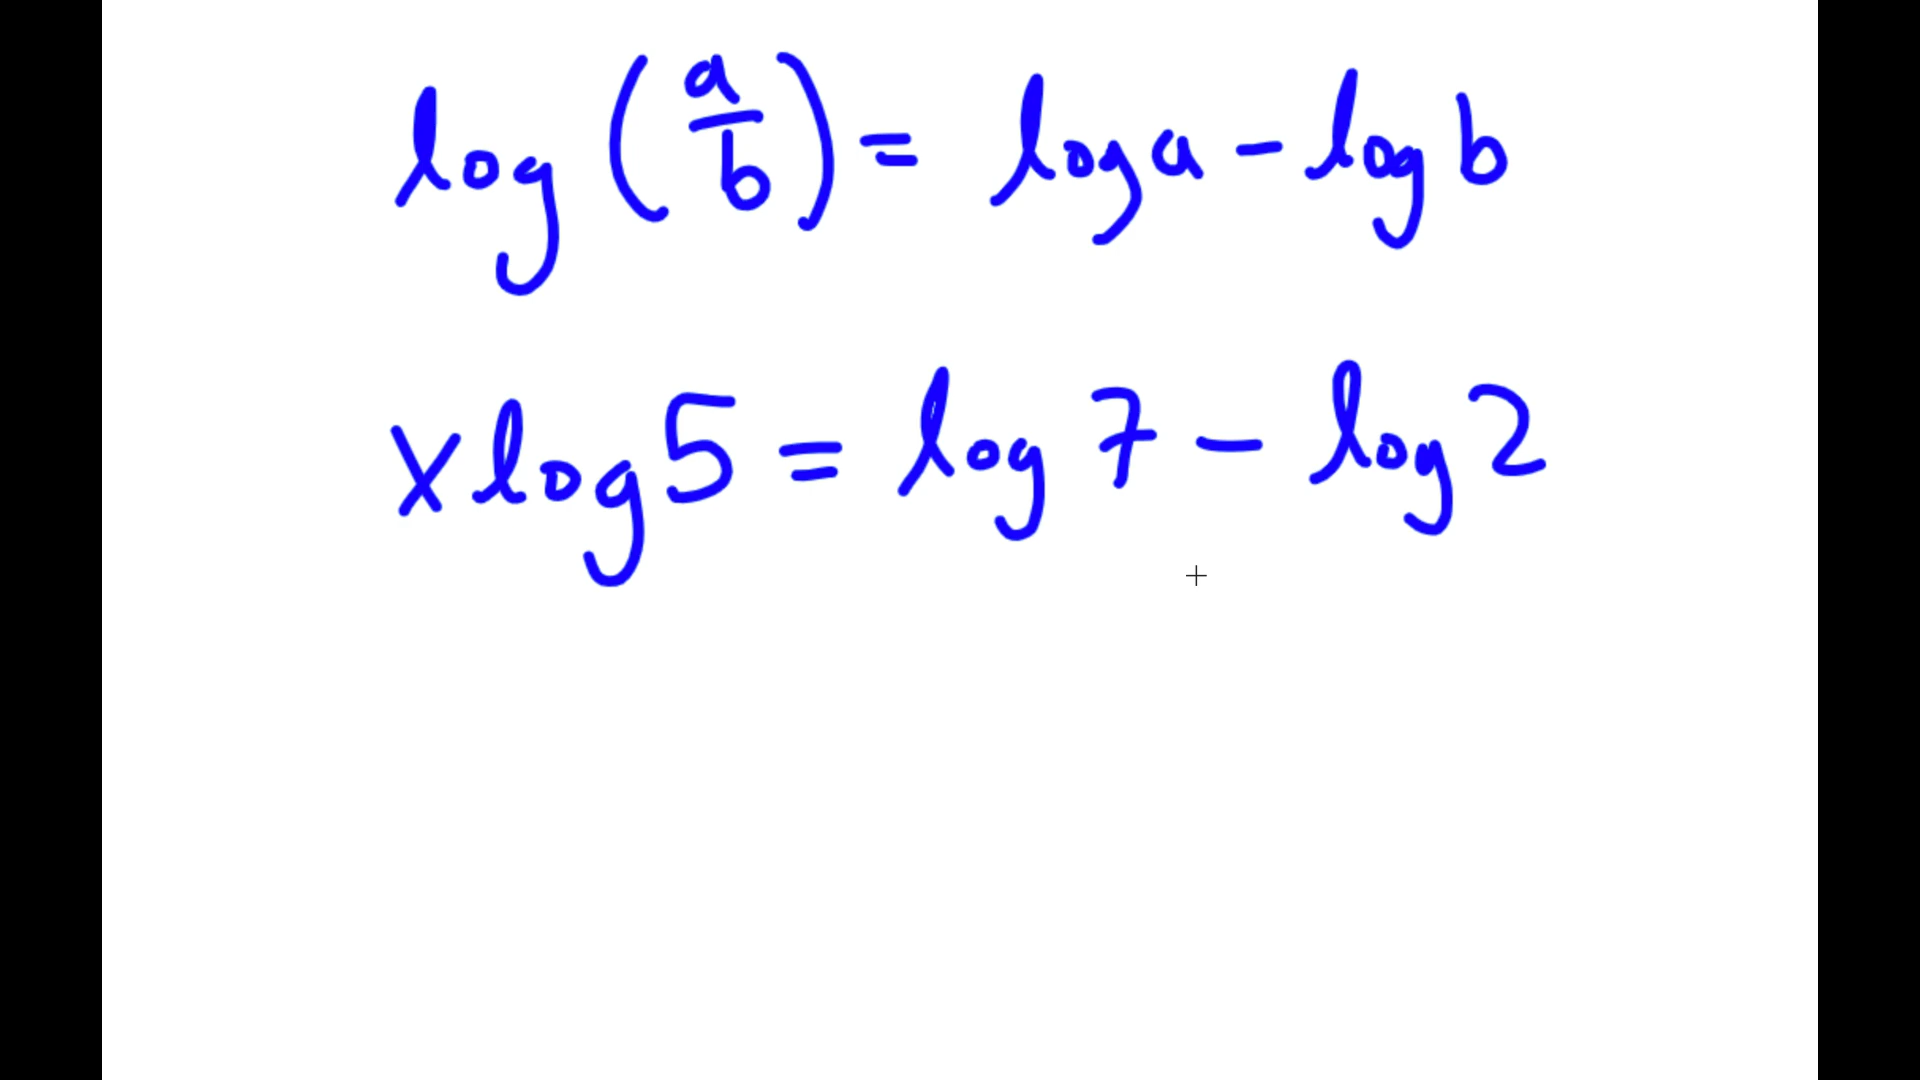 log (a/b) = log a - log b
x log 5 = log 7 - log 2